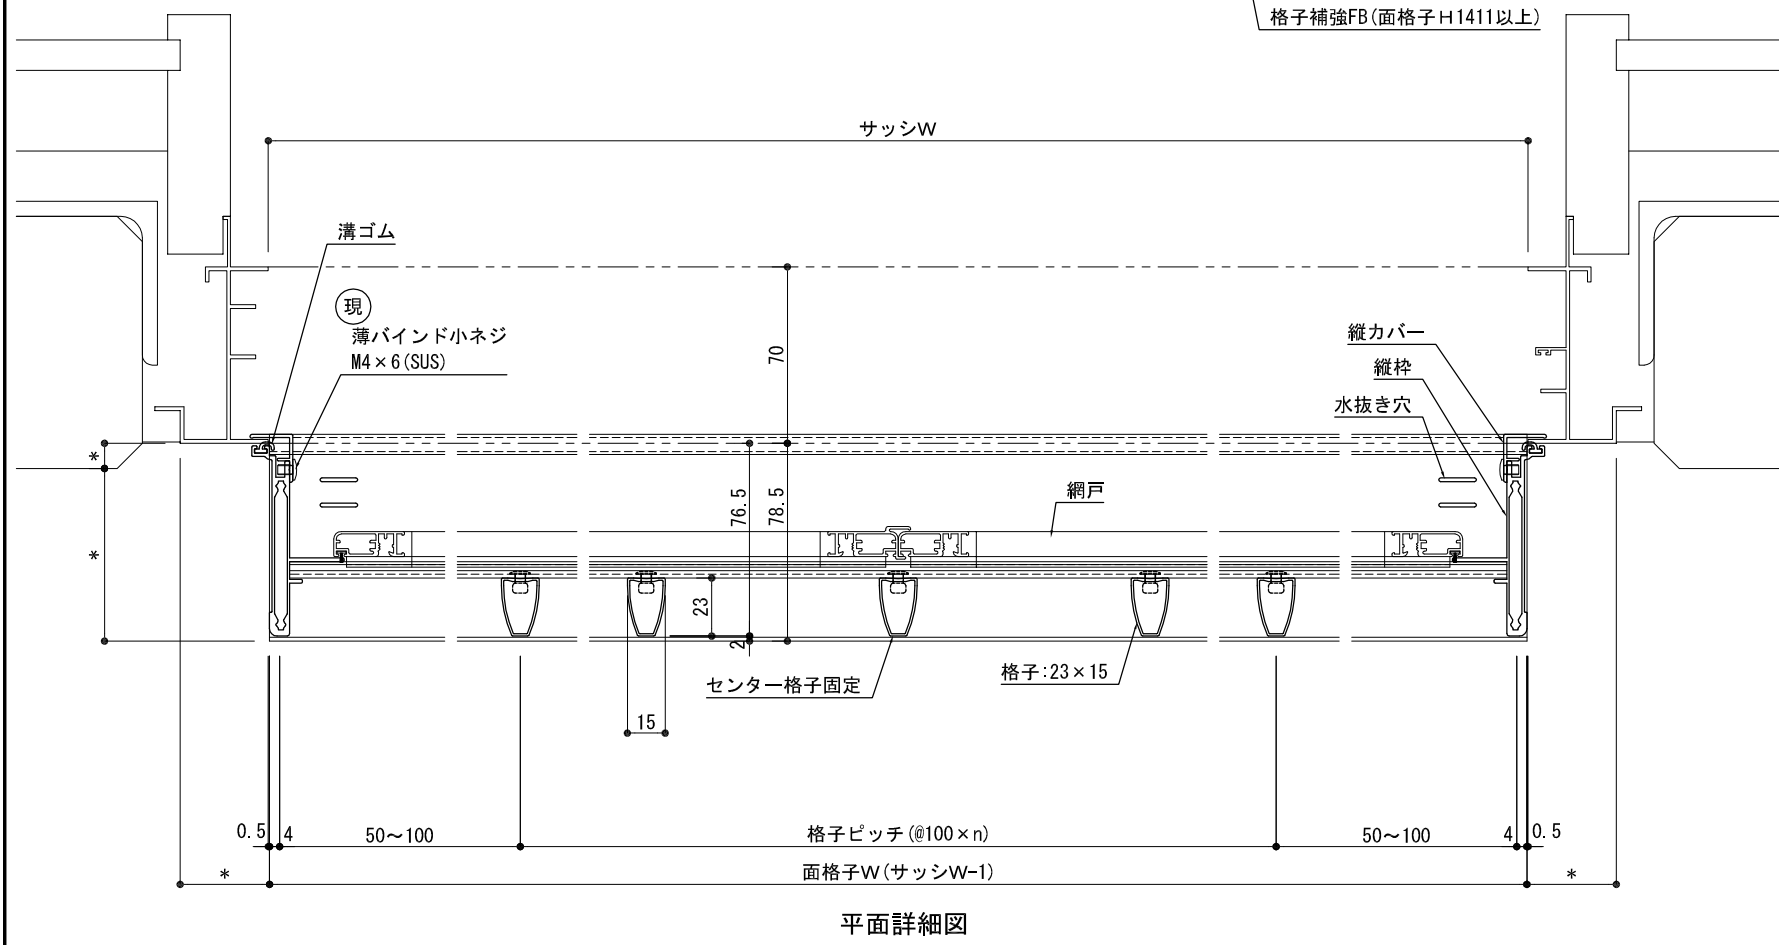 格子補強FB(面格子H1411以上)
サッシW
溝ゴム
現
薄バインド小ネジ
M4×6(SUS)
縦カバー
縦枠
水抜き穴
70
*
*
76.5
78.5
網戸
23
2
センター格子固定
格子:23×15
15
0.5
4
50～100
格子ピッチ(@100×n)
50～100
4
0.5
*
面格子W(サッシW-1)
*
平面詳細図